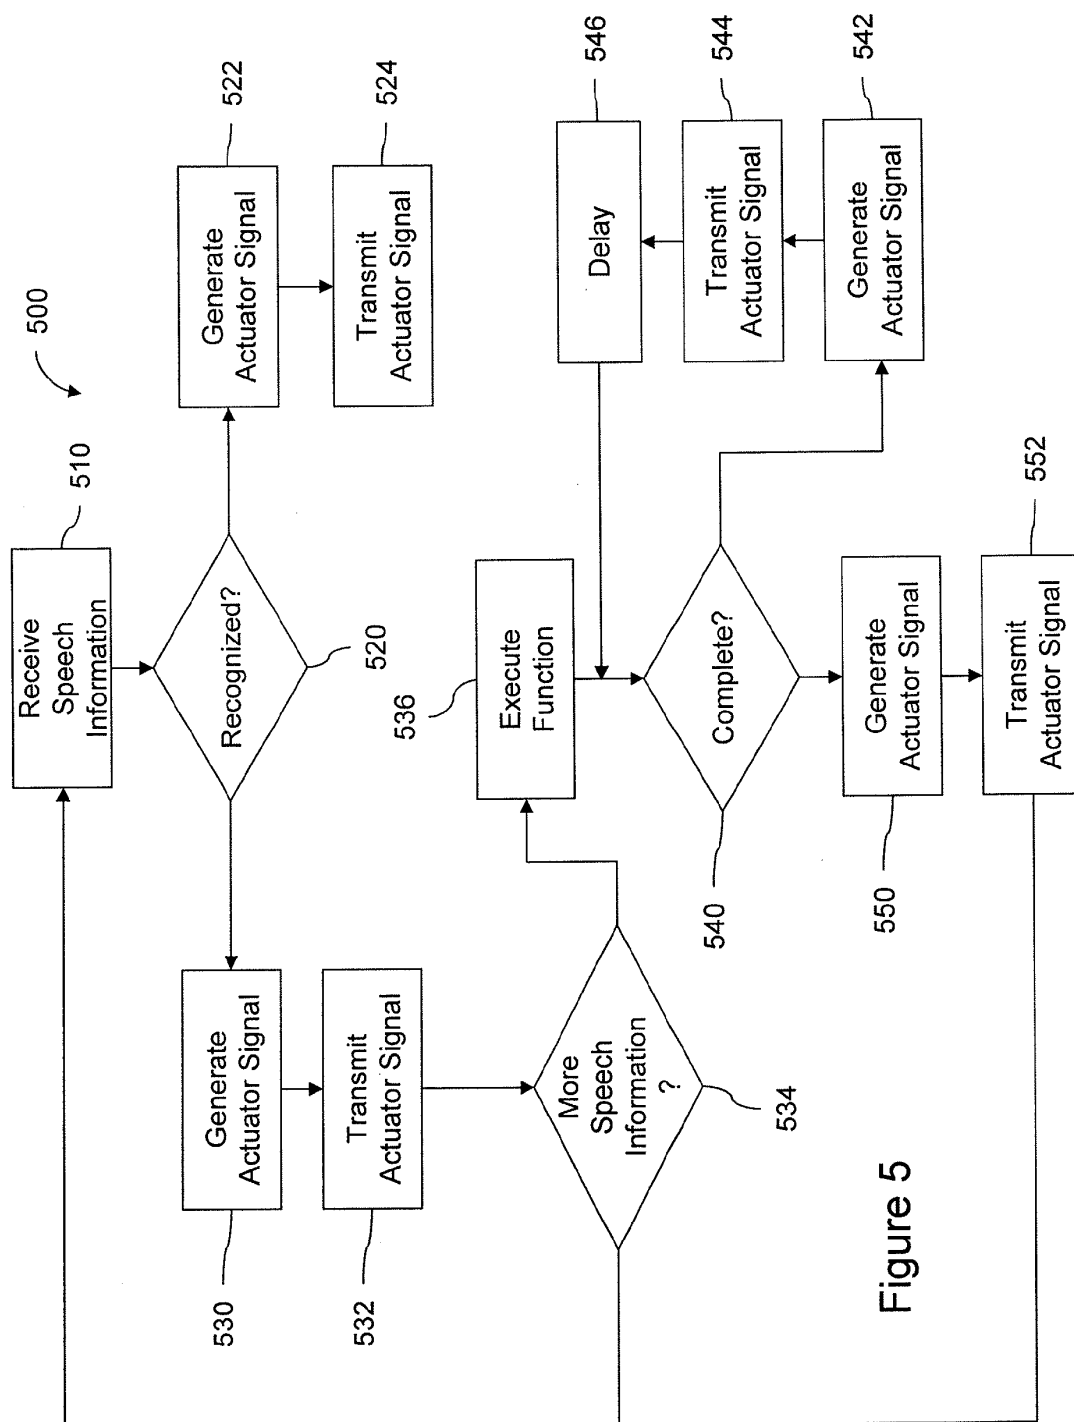 500
Receive
Speech
Information
510
Recognized?
520
Generate
Actuator Signal
522
Transmit
Actuator Signal
524
Generate
Actuator Signal
530
Transmit
Actuator Signal
532
More
Speech
Information
?
534
Execute
Function
536
Complete?
540
Delay
546
Transmit
Actuator Signal
544
Generate
Actuator Signal
542
Generate
Actuator Signal
550
Transmit
Actuator Signal
552
Figure 5